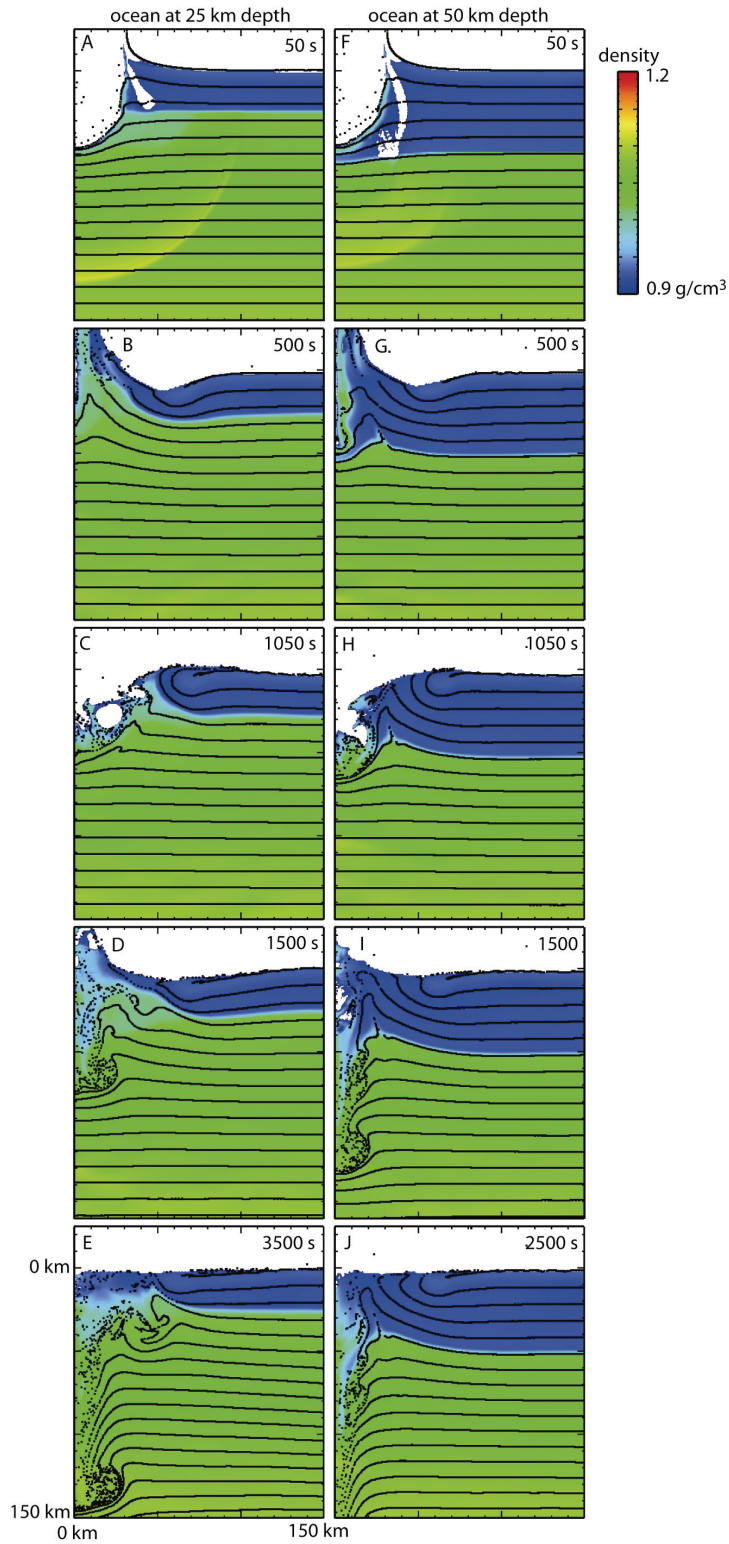 ocean at 25 km depth
ocean at 50 km depth
A
50 s
F
50 s
density
1.2
0.9 g/cm³
B
500 s
G
500 s
C
1050 s
H
1050 s
D
1500 s
I
1500
E
3500 s
J
2500 s
0 km
150 km
0 km
150 km